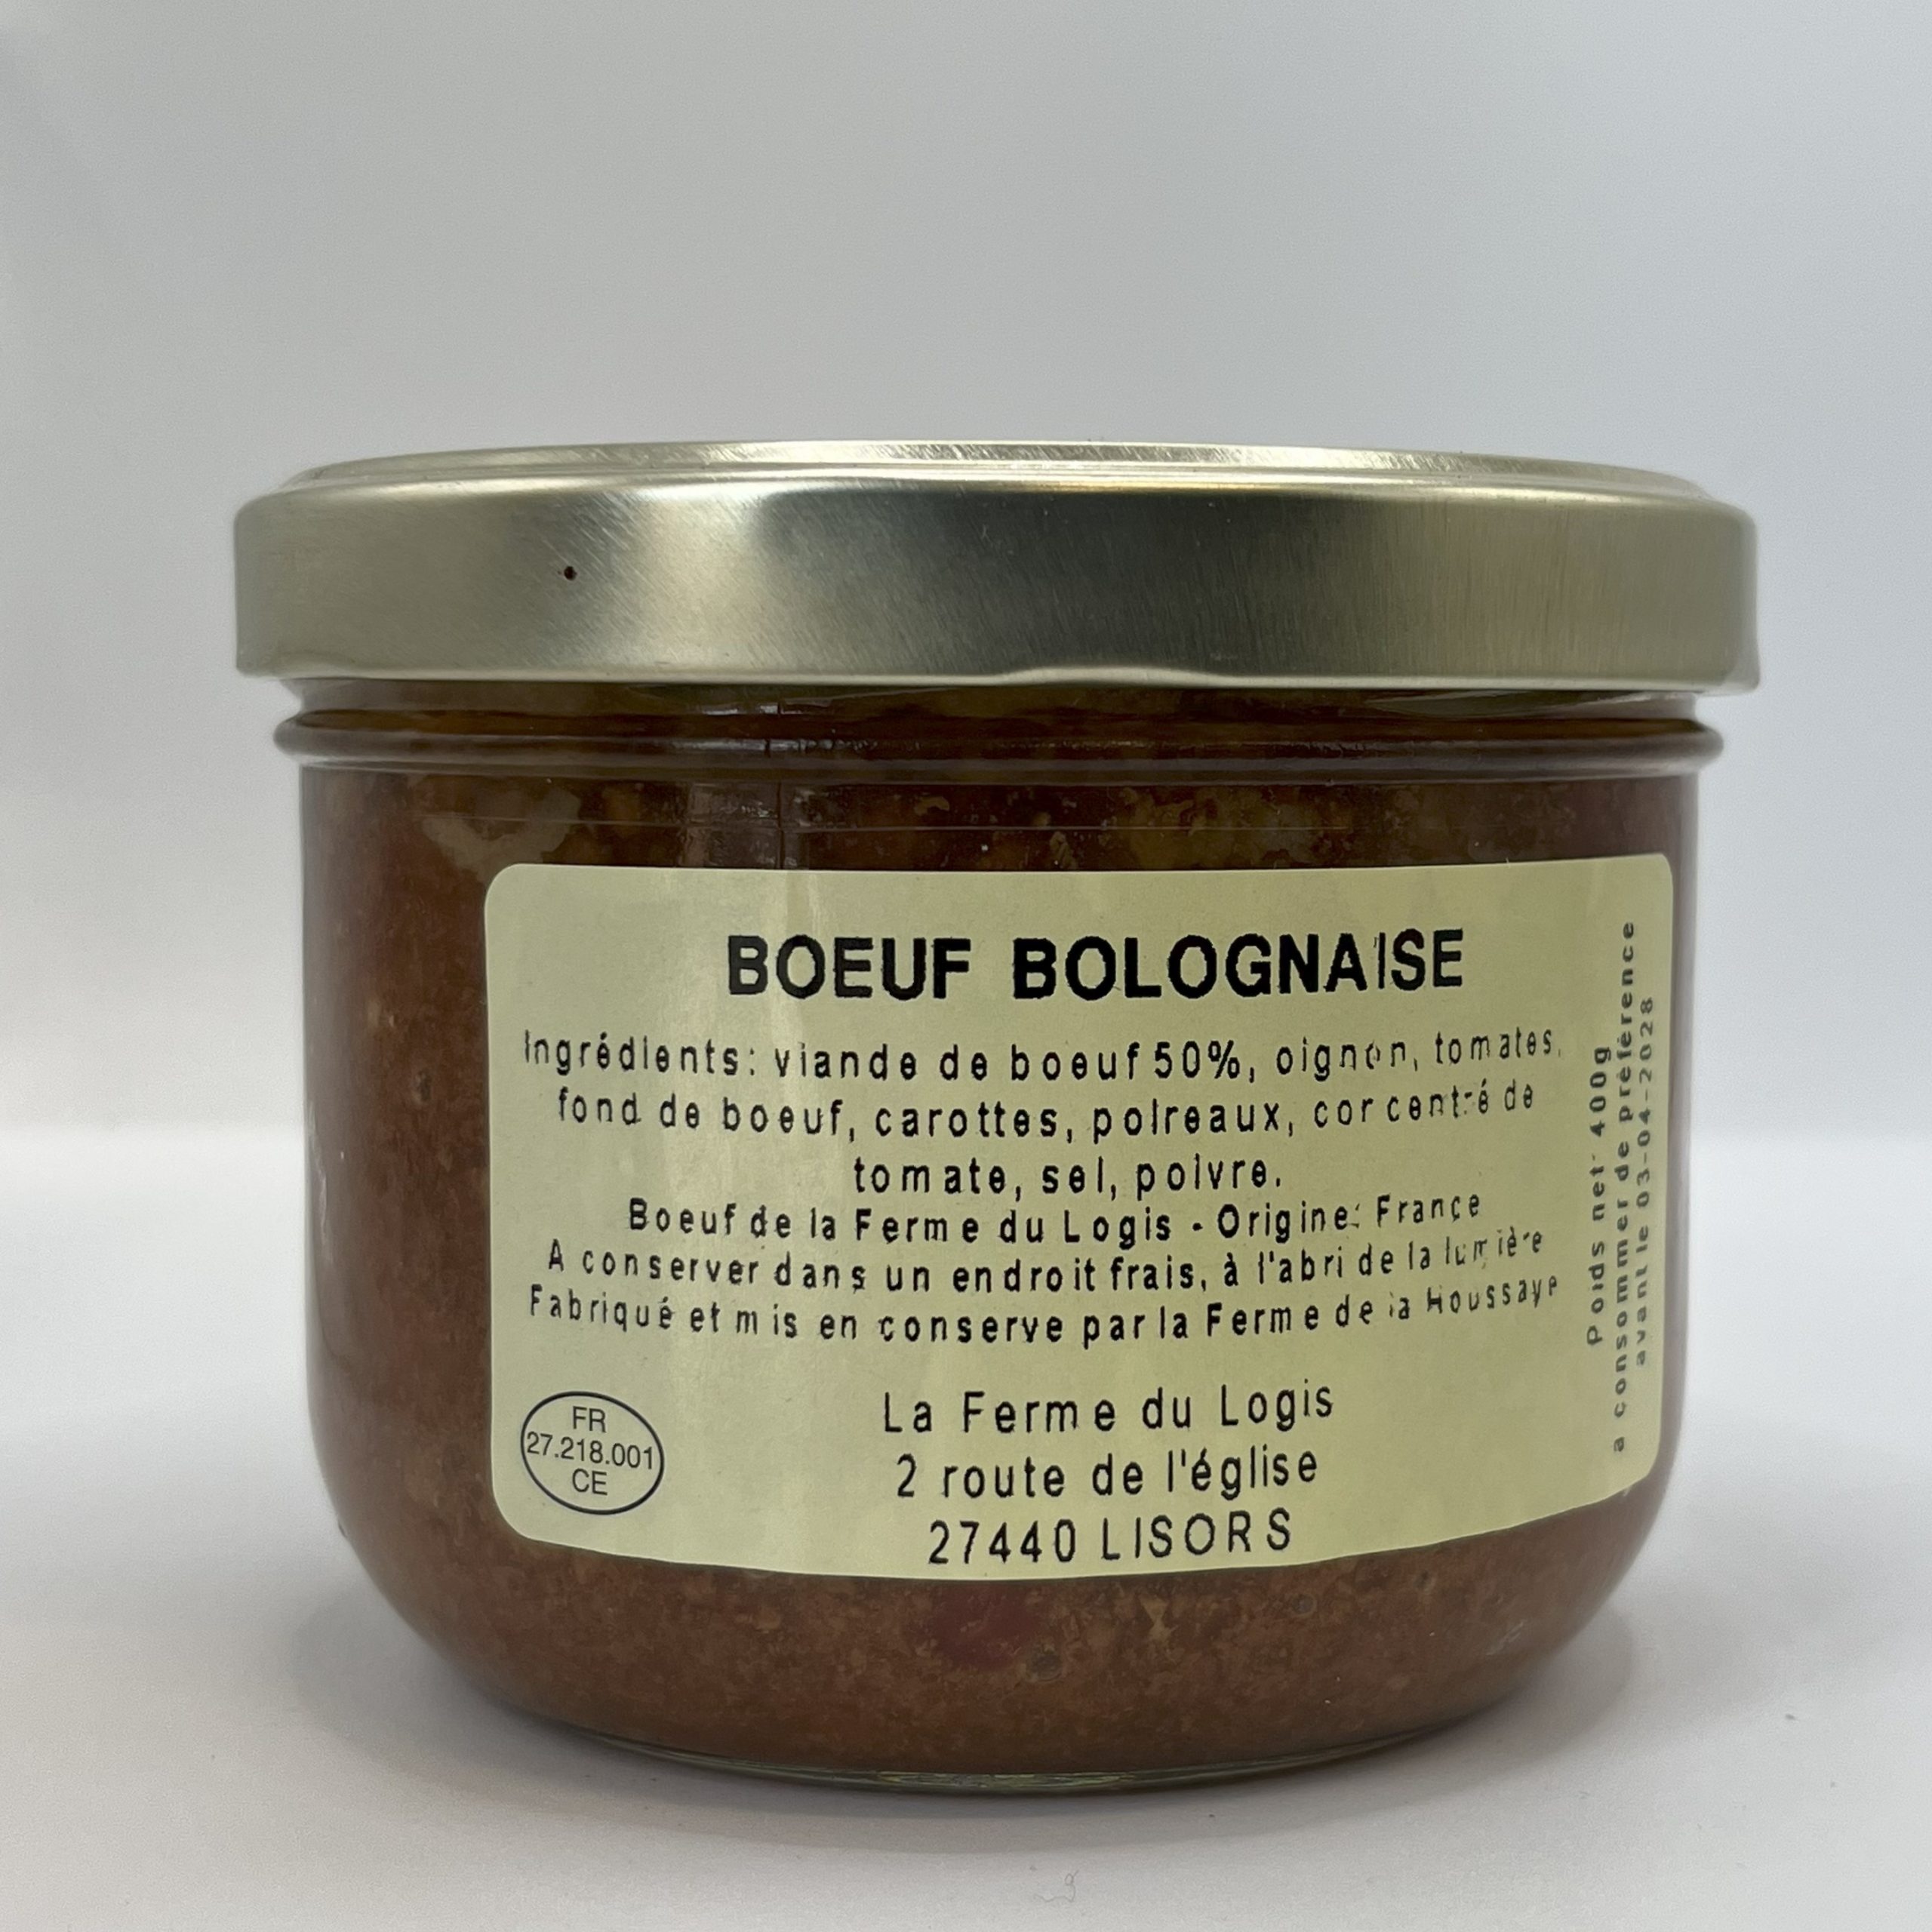 BOEUF BOLOGNAISE
Ingrédients: viande de boeuf 50%, oignon, tomates,
fond de boeuf, carottes, poireaux, concentré de
tomate, sel, poivre.
Boeuf de la Ferme du Logis - Origine: France
A conserver dans un endroit frais, à l'abri de la lumière
Fabriqué et mis en conserve par la Ferme de la Houssaye
La Ferme du Logis
2 route de l'église
27440 LISORS
FR
27.218.001
CE
Poids net: 400g
a consommer de préférence
avant le 03-04-2028